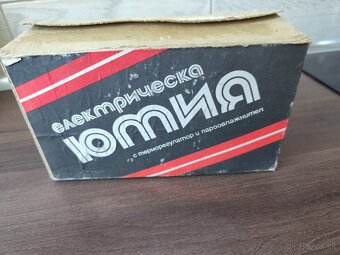 електрическа
ютия
с терморегулатор и пароовлажнител